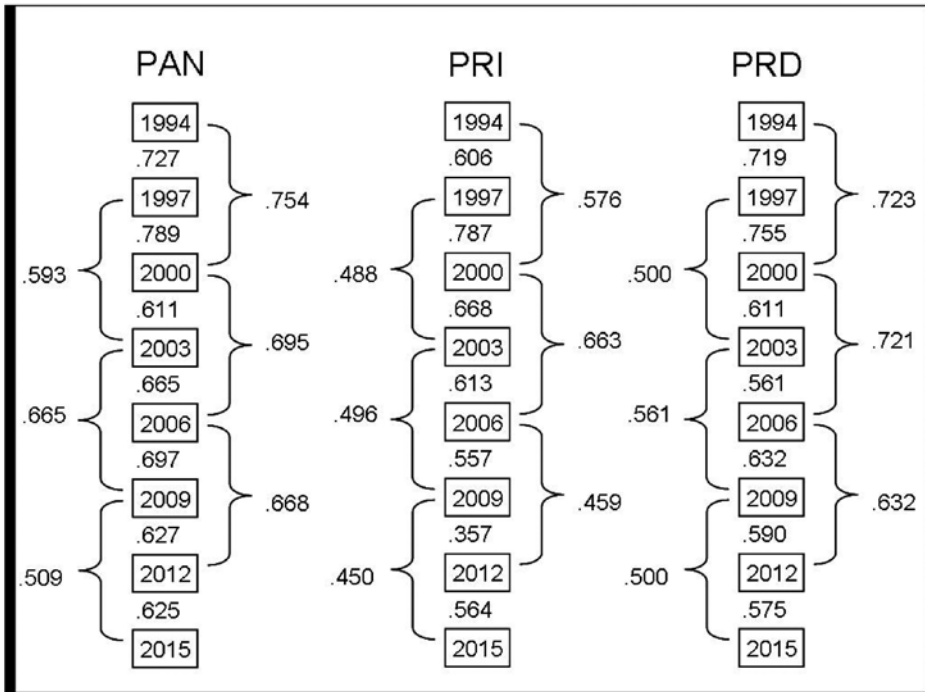 PAN PRI PRD
1994 1994 1994
.727 .606 .719
1997 1997 1997
.754 .576 .723
.789 .787 .755
.593 2000 .488 2000 .500 2000
.611 .668 .611
2003 .695 2003 .663 2003 .721
.665 .613 .561
.665 2006 .496 2006 .561 2006
.697 .557 .632
2009 .668 2009 .459 2009 .632
.627 .357 .590
.509 2012 .450 2012 .500 2012
.625 .564 .575
2015 2015 2015